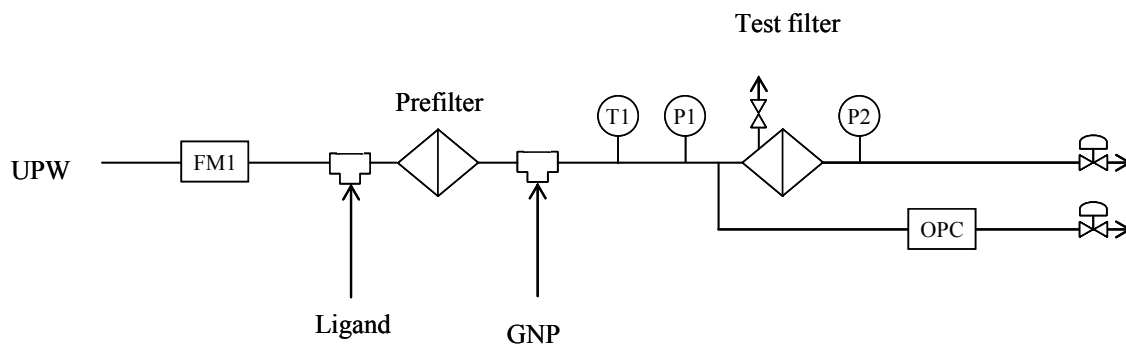 Test filter
Prefilter
T1
P1
P2
UPW
FM1
OPC
Ligand
GNP